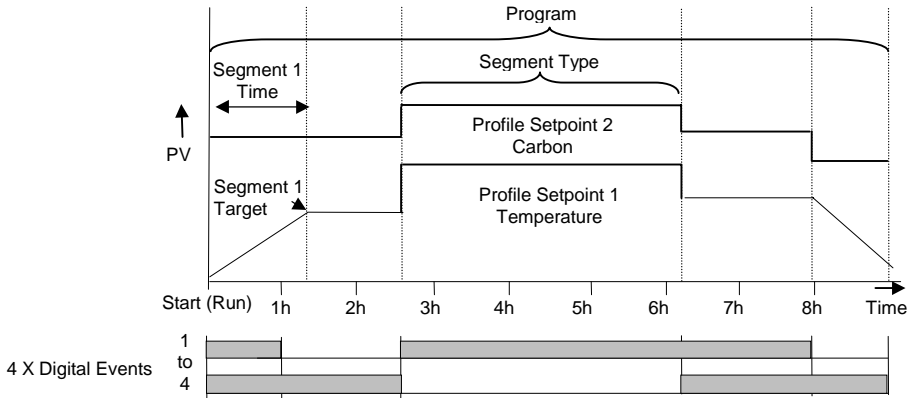 Program
Segment 1
Time
Segment Type
PV
Profile Setpoint 2
Carbon
Segment 1
Target
Profile Setpoint 1
Temperature
Start (Run) 1h 2h 3h 4h 5h 6h 7h 8h Time
4 X Digital Events
1
to
4